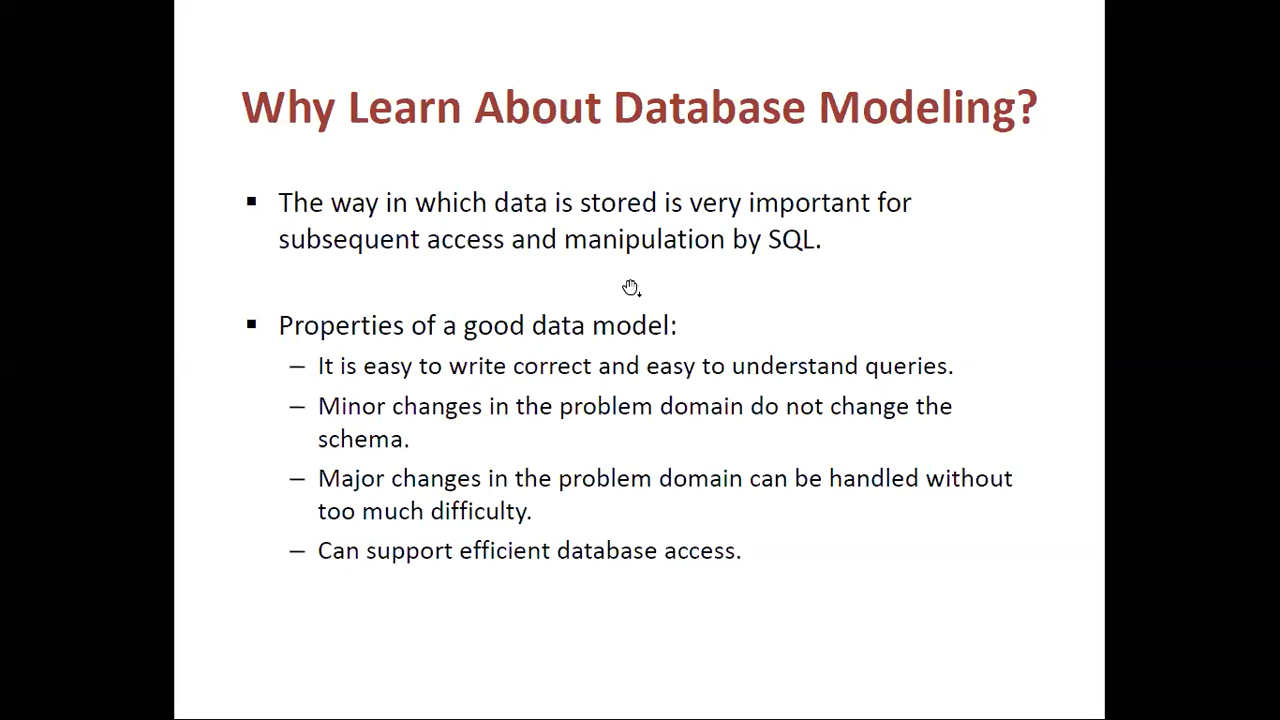 Why Learn About Database Modeling?
▪ The way in which data is stored is very important for
subsequent access and manipulation by SQL.
▪ Properties of a good data model:
– It is easy to write correct and easy to understand queries.
– Minor changes in the problem domain do not change the
schema.
– Major changes in the problem domain can be handled without
too much difficulty.
– Can support efficient database access.